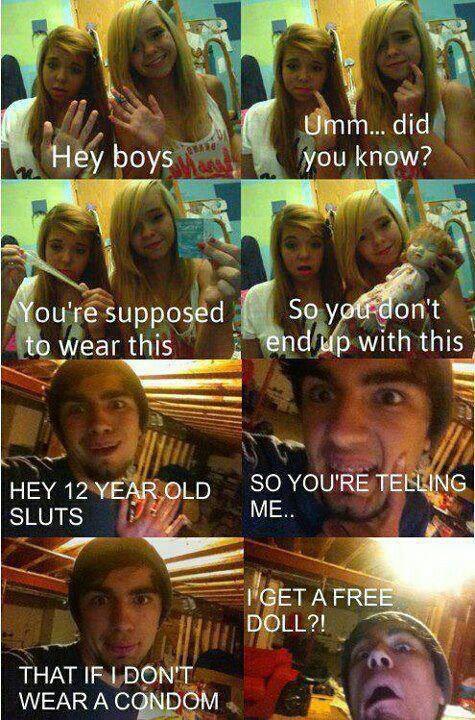 Hey boys
Umm... did
you know?
You're supposed
to wear this
So you don't
end up with this
HEY 12 YEAR OLD
SLUTS
SO YOU'RE TELLING
ME..
THAT IF I DON'T
WEAR A CONDOM
I GET A FREE
DOLL?!